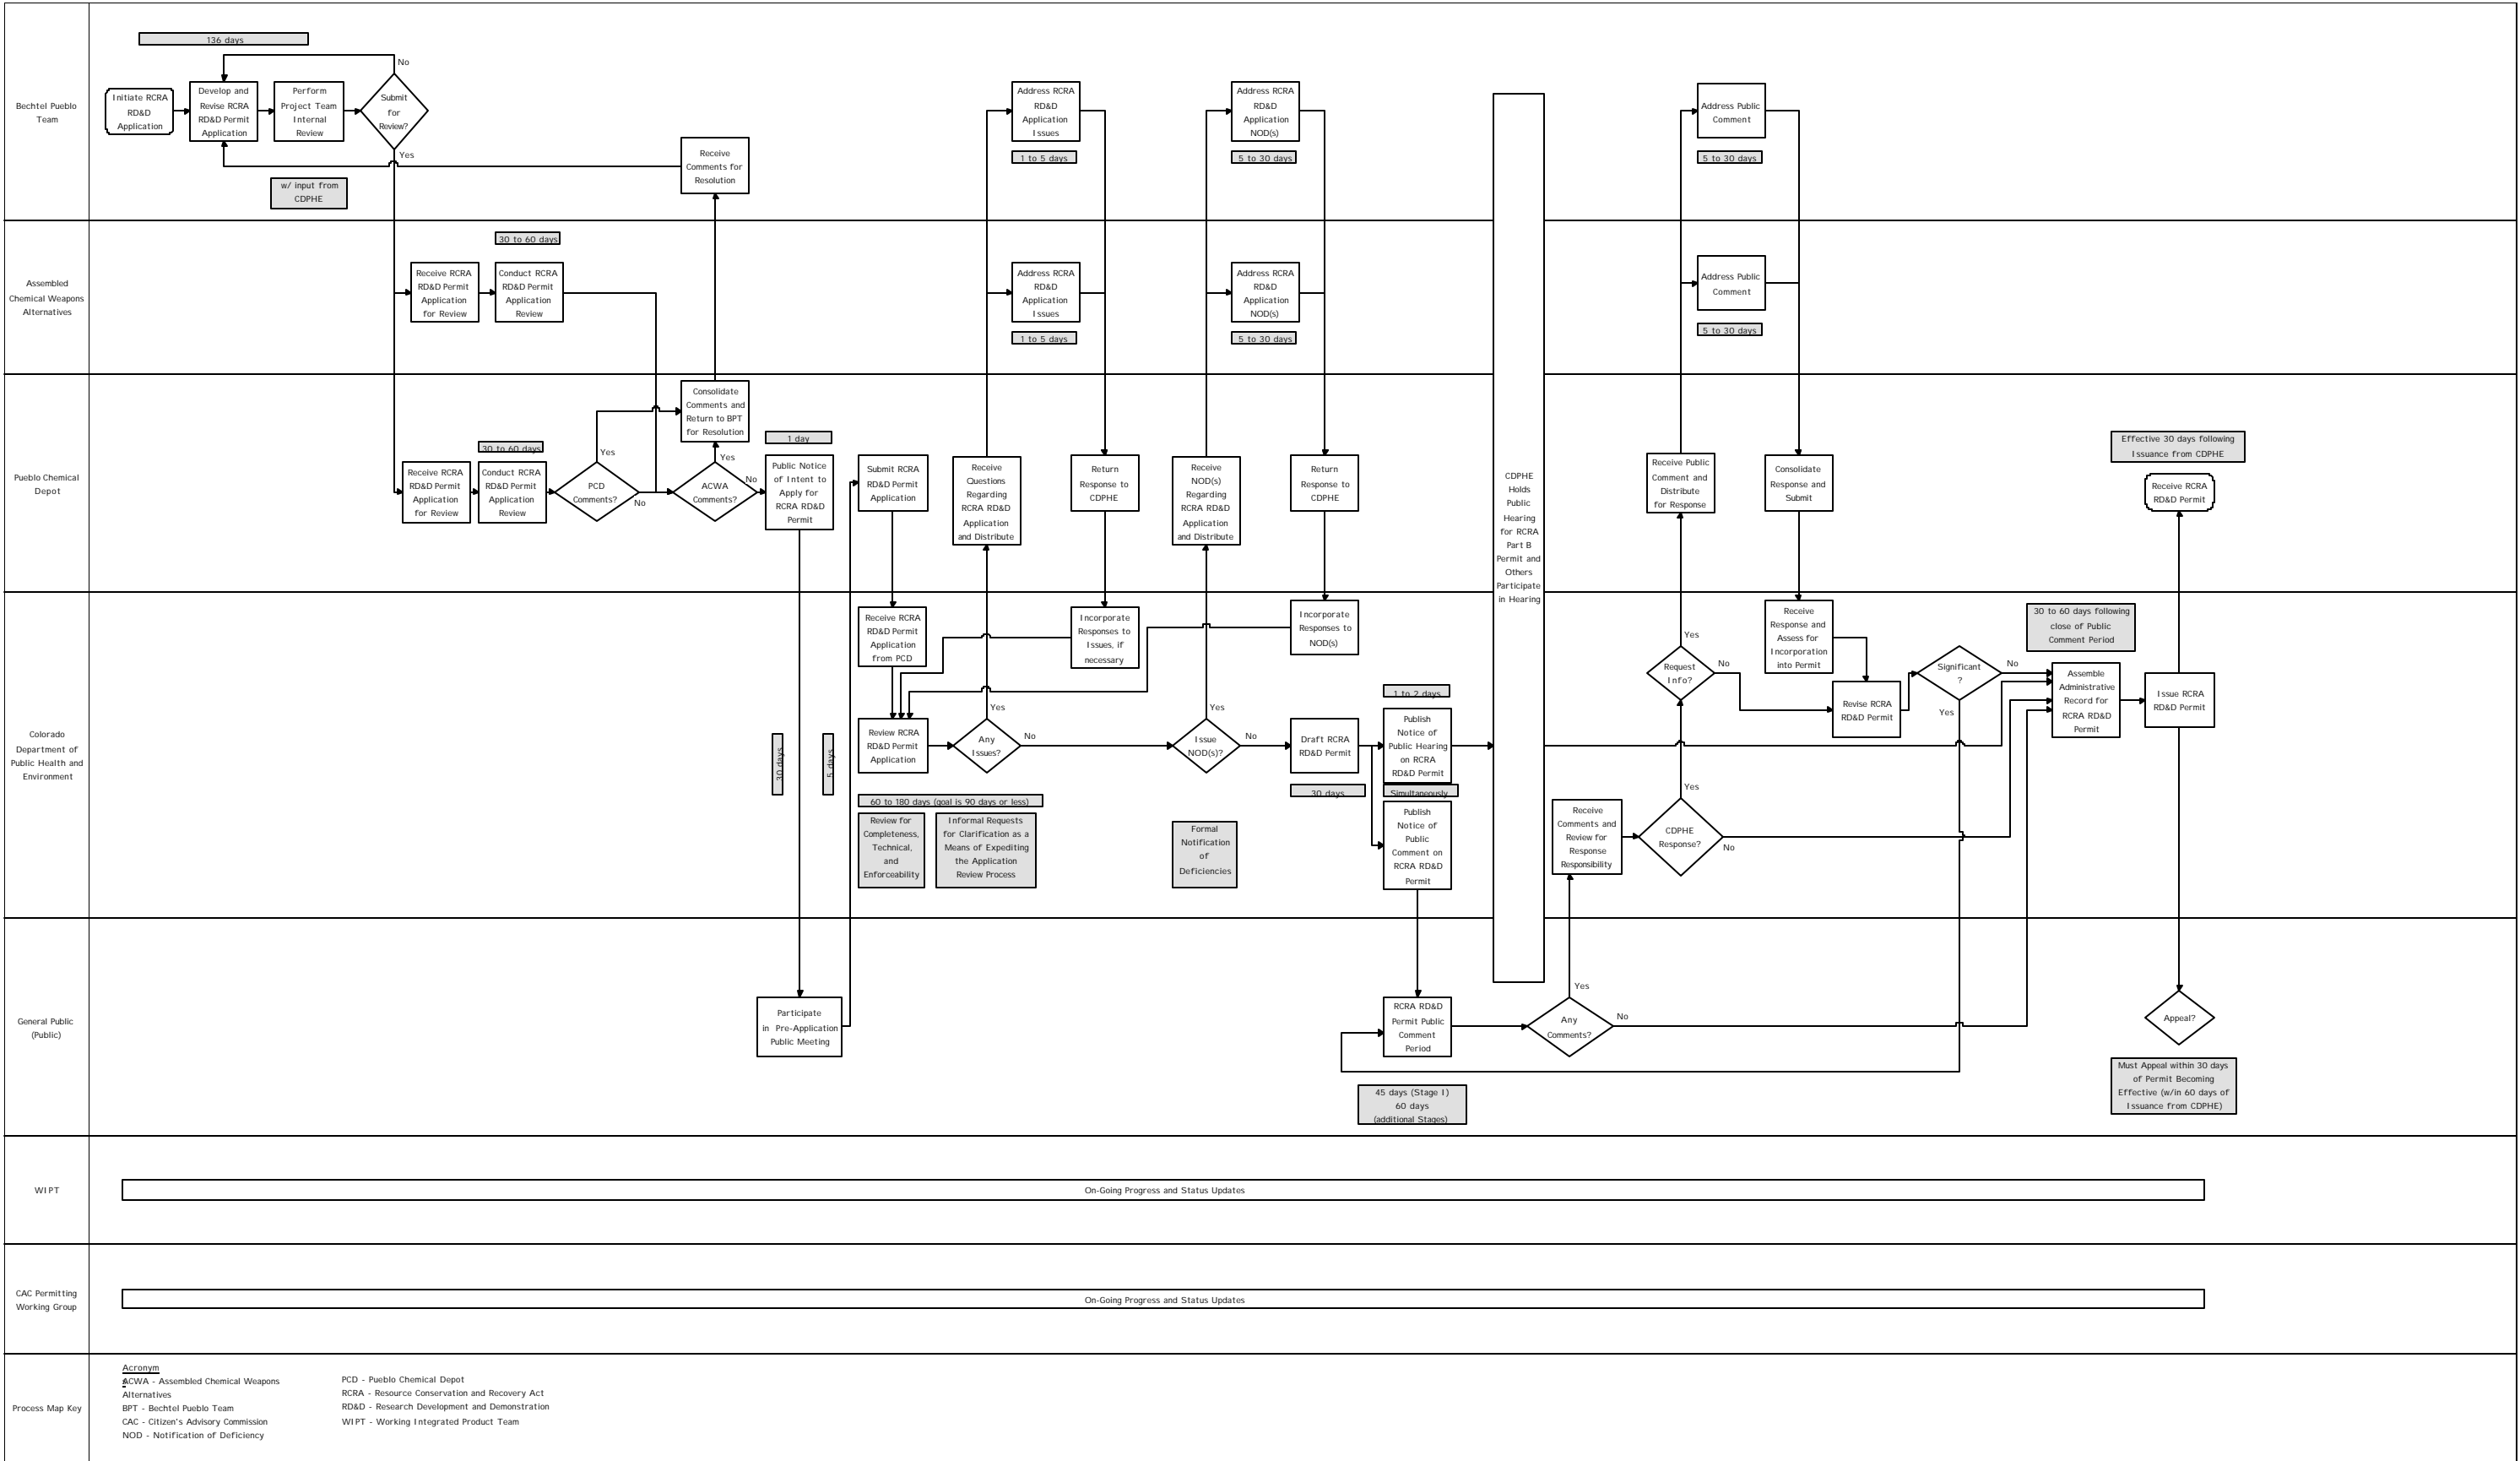 Bechtel Pueblo
Team
136 days
Initiate RCRA
RD&D
Application
Develop and
Revise RCRA
RD&D Permit
Application
Perform
Project Team
Internal
Review
Submit
for
Review?
No
Yes
w/ input from
CDPHE
Receive
Comments for
Resolution
Address RCRA
RD&D
Application
Issues
1 to 5 days
Address RCRA
RD&D
Application
NOD(s)
5 to 30 days
Address Public
Comment
5 to 30 days
Assembled
Chemical Weapons
Alternatives
30 to 60 days
Receive RCRA
RD&D Permit
Application
for Review
Conduct RCRA
RD&D Permit
Application
Review
Address RCRA
RD&D
Application
Issues
1 to 5 days
Address RCRA
RD&D
Application
NOD(s)
5 to 30 days
Address Public
Comment
5 to 30 days
Pueblo Chemical
Depot
Receive RCRA
RD&D Permit
Application
for Review
30 to 60 days
Conduct RCRA
RD&D Permit
Application
Review
PCD
Comments?
Yes
No
Consolidate
Comments and
Return to BPT
for Resolution
Yes
ACWA
Comments?
No
1 day
Public Notice
of Intent to
Apply for
RCRA RD&D
Permit
Submit RCRA
RD&D Permit
Application
Receive
Questions
Regarding
RCRA RD&D
Application
and Distribute
Return
Response to
CDPHE
Receive
NOD(s)
Regarding
RCRA RD&D
Application
and Distribute
Return
Response to
CDPHE
CDPHE
Holds
Public
Hearing
for RCRA
Part B
Permit and
Others
Participate
in Hearing
Receive Public
Comment and
Distribute
for Response
Consolidate
Response and
Submit
Effective 30 days following
Issuance from CDPHE
Receive RCRA
RD&D Permit
Colorado
Department of
Public Health and
Environment
30 days
5 days
Receive RCRA
RD&D Permit
Application
from PCD
Incorporate
Responses to
Issues, if
necessary
Incorporate
Responses to
NOD(s)
Review RCRA
RD&D Permit
Application
Any
Issues?
Yes
No
Issue
NOD(s)?
Yes
No
Draft RCRA
RD&D Permit
30 days
1 to 2 days
Publish
Notice of
Public Hearing
on RCRA
RD&D Permit
Simultaneously
Publish
Notice of
Public
Comment on
RCRA RD&D
Permit
60 to 180 days (goal is 90 days or less)
Review for
Completeness,
Technical,
and
Enforceability
Informal Requests
for Clarification as a
Means of Expediting
the Application
Review Process
Formal
Notification
of
Deficiencies
Receive
Comments and
Review for
Response
Responsibility
CDPHE
Response?
Yes
No
Request
Info?
Yes
No
Receive
Response and
Assess for
Incorporation
into Permit
Revise RCRA
RD&D Permit
Significant
?
No
Yes
30 to 60 days following
close of Public
Comment Period
Assemble
Administrative
Record for
RCRA RD&D
Permit
Issue RCRA
RD&D Permit
General Public
(Public)
Participate
in Pre-Application
Public Meeting
RCRA RD&D
Permit Public
Comment
Period
45 days (Stage I)
60 days
(additional Stages)
Any
Comments?
Yes
No
Appeal?
Must Appeal within 30 days
of Permit Becoming
Effective (w/in 60 days of
Issuance from CDPHE)
WIPT
On-Going Progress and Status Updates
CAC Permitting
Working Group
On-Going Progress and Status Updates
Process Map Key
Acronym
s
ACWA - Assembled Chemical Weapons
Alternatives
BPT - Bechtel Pueblo Team
CAC - Citizen's Advisory Commission
NOD - Notification of Deficiency
PCD - Pueblo Chemical Depot
RCRA - Resource Conservation and Recovery Act
RD&D - Research Development and Demonstration
WIPT - Working Integrated Product Team